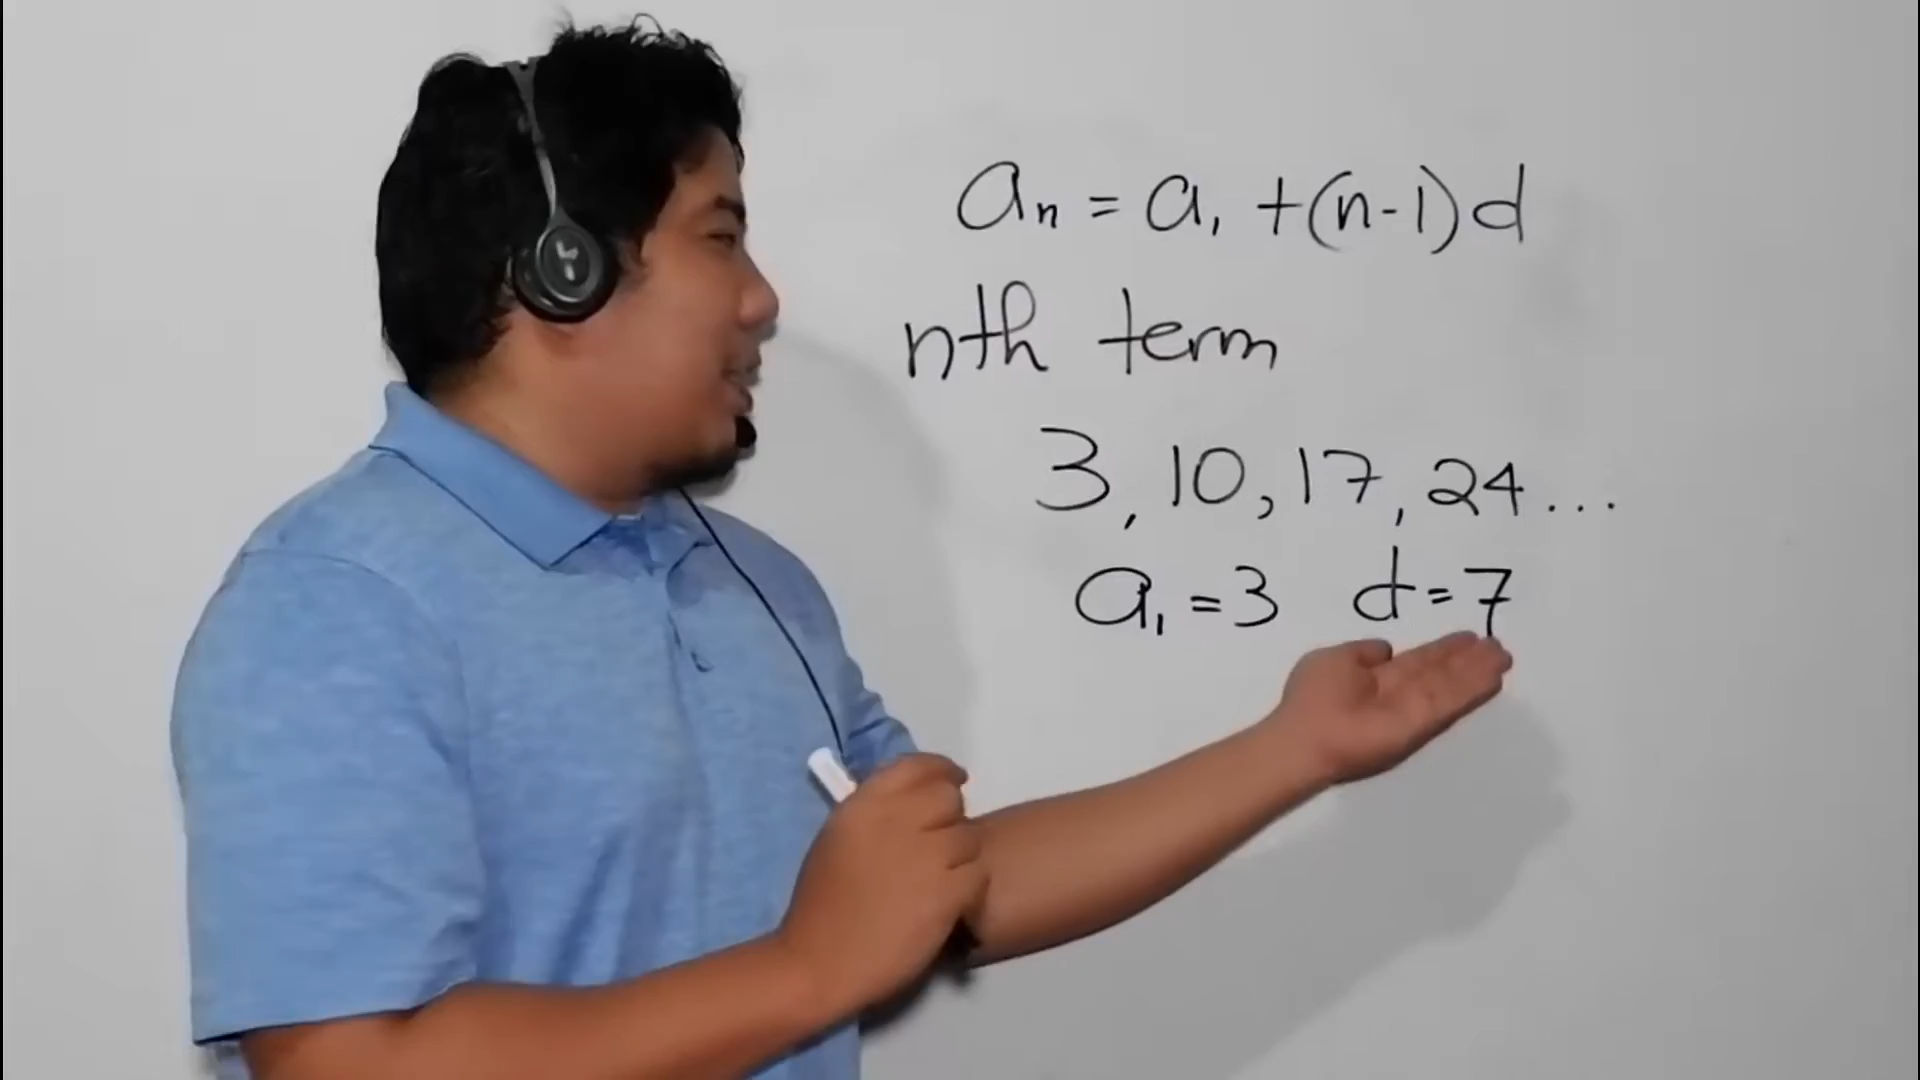 an = a1 +(n-1)d
nth term
3, 10, 17, 24...
a1 = 3 d=7